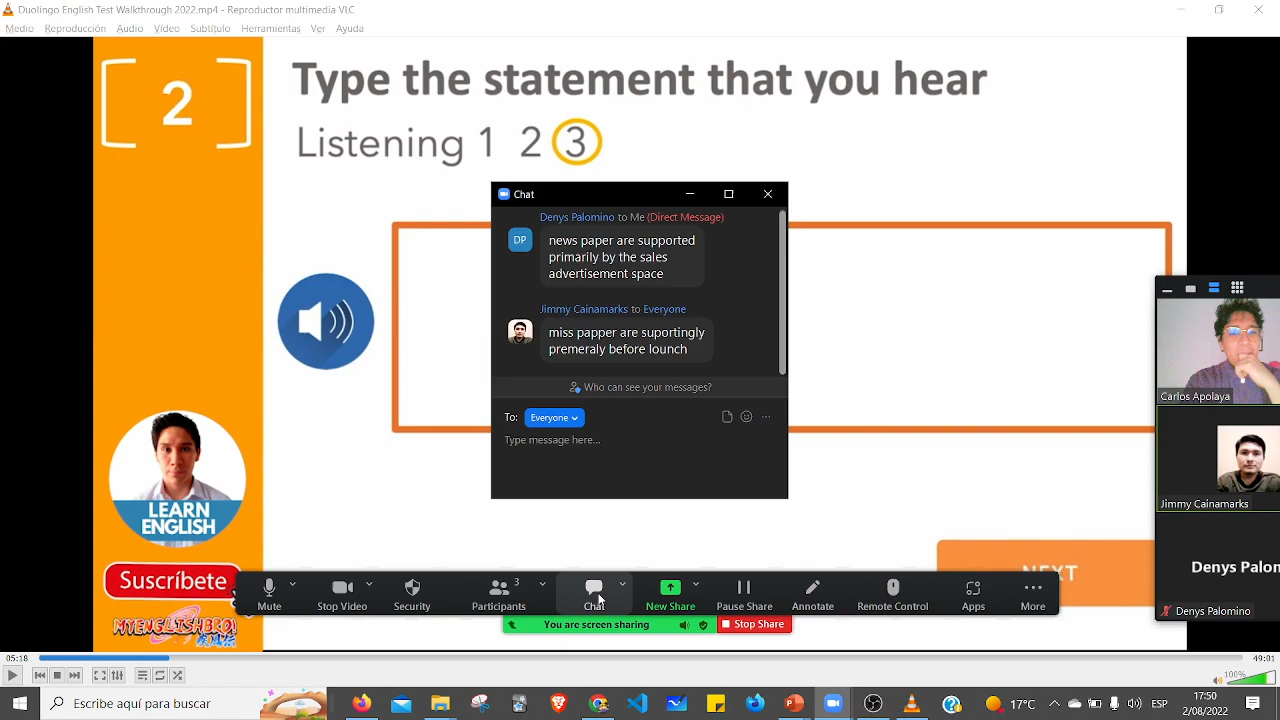 Duolingo English Test Walkthrough 2022.mp4 - Reproductor multimedia VLC
Medio Reproducción Audio Vídeo Subtítulo Herramientas Ver Ayuda
2
Type the statement that you hear
Listening 1 2 3
Chat
Denys Palomino to Me (Direct Message)
DP
news paper are supported
primarily by the sales
advertisement space
Jimmy Cainamarks to Everyone
miss papper are suportingly
premeraly before lounch
Who can see your messages?
To: Everyone
Type message here...
Carlos Apolaya
Jimmy Cainamarks
Denys Palom
Denys Palomino
LEARN
ENGLISH
Suscríbete
MYENGLISHBRO!
NEXT
Mute
Stop Video
Security
3
Participants
Chat
New Share
Pause Share
Annotate
Remote Control
Apps
More
You are screen sharing
Stop Share
05:18
49:01
100%
Escribe aquí para buscar
17°C
ESP
17:50
2/08/2022